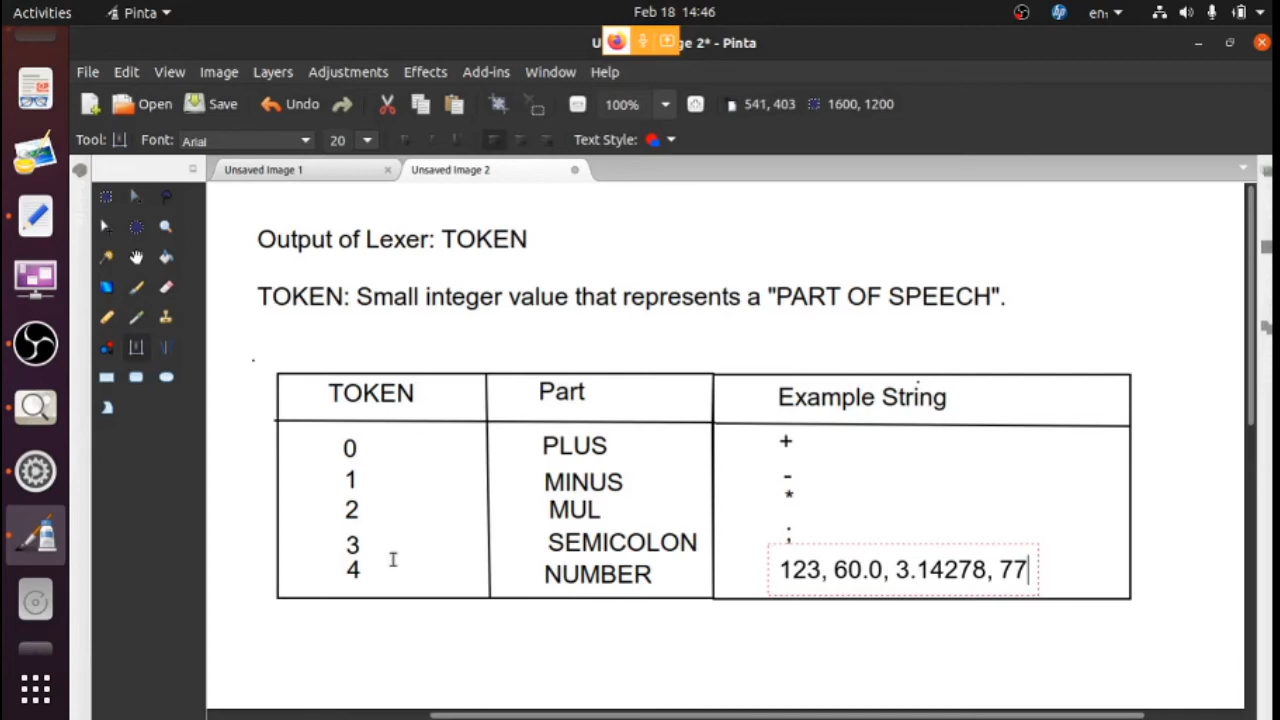 Activities Pinta Feb 18 14:46 en₁
U ge 2* - Pinta
File Edit View Image Layers Adjustments Effects Add-ins Window Help
Open Save Undo 100% 541, 403 1600, 1200
Tool: Font: Arial 20 Text Style:
Unsaved Image 1 Unsaved Image 2
Output of Lexer: TOKEN
TOKEN: Small integer value that represents a "PART OF SPEECH".
TOKEN Part Example String
0 PLUS +
1 MINUS -
2 MUL *
3 SEMICOLON ;
4 NUMBER 123, 60.0, 3.14278, 77